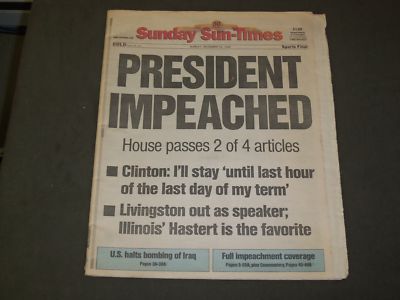 Sunday Sun-Times
Sports Final
PRESIDENT
IMPEACHED
House passes 2 of 4 articles
Clinton: I'll stay 'until last hour
of the last day of my term'
Livingston out as speaker;
Illinois' Hastert is the favorite
U.S. halts bombing of Iraq
Full impeachment coverage